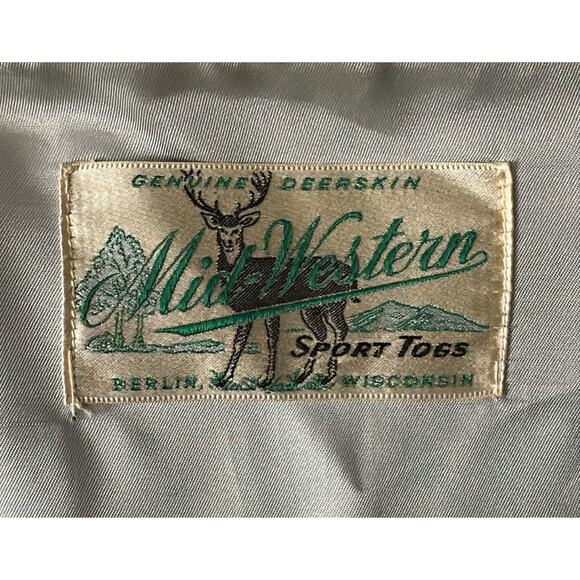 GENUINE DEERSKIN
Mid-Western
SPORT TOGS
BERLIN, WISCONSIN